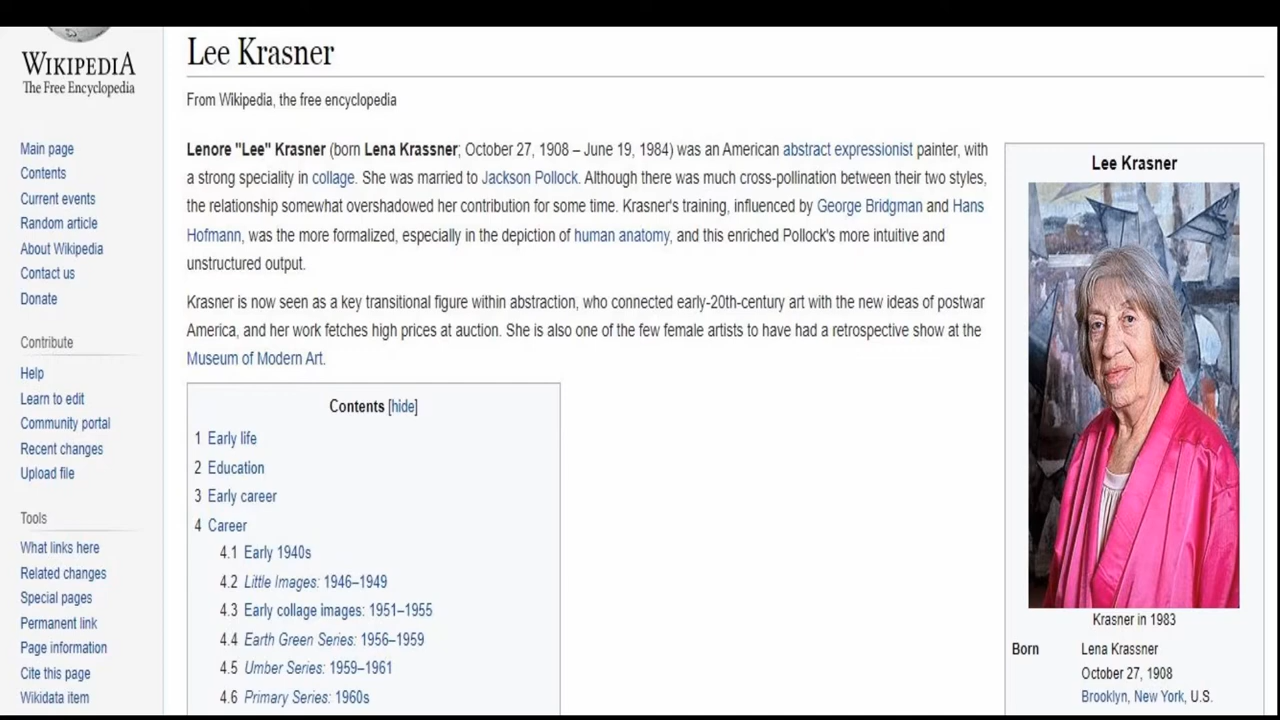 WIKIPEDIA
The Free Encyclopedia
Main page
Contents
Current events
Random article
About Wikipedia
Contact us
Donate
Contribute
Help
Learn to edit
Community portal
Recent changes
Upload file
Tools
What links here
Related changes
Special pages
Permanent link
Page information
Cite this page
Wikidata item
Lee Krasner
From Wikipedia, the free encyclopedia
Lenore "Lee" Krasner (born Lena Krassner; October 27, 1908 – June 19, 1984) was an American abstract expressionist painter, with
a strong speciality in collage. She was married to Jackson Pollock. Although there was much cross-pollination between their two styles,
the relationship somewhat overshadowed her contribution for some time. Krasner's training, influenced by George Bridgman and Hans
Hofmann, was the more formalized, especially in the depiction of human anatomy, and this enriched Pollock's more intuitive and
unstructured output.
Krasner is now seen as a key transitional figure within abstraction, who connected early-20th-century art with the new ideas of postwar
America, and her work fetches high prices at auction. She is also one of the few female artists to have had a retrospective show at the
Museum of Modern Art.
Contents [hide]
1 Early life
2 Education
3 Early career
4 Career
4.1 Early 1940s
4.2 Little Images: 1946–1949
4.3 Early collage images: 1951–1955
4.4 Earth Green Series: 1956–1959
4.5 Umber Series: 1959–1961
4.6 Primary Series: 1960s
Lee Krasner
Krasner in 1983
Born Lena Krassner
October 27, 1908
Brooklyn, New York, U.S.